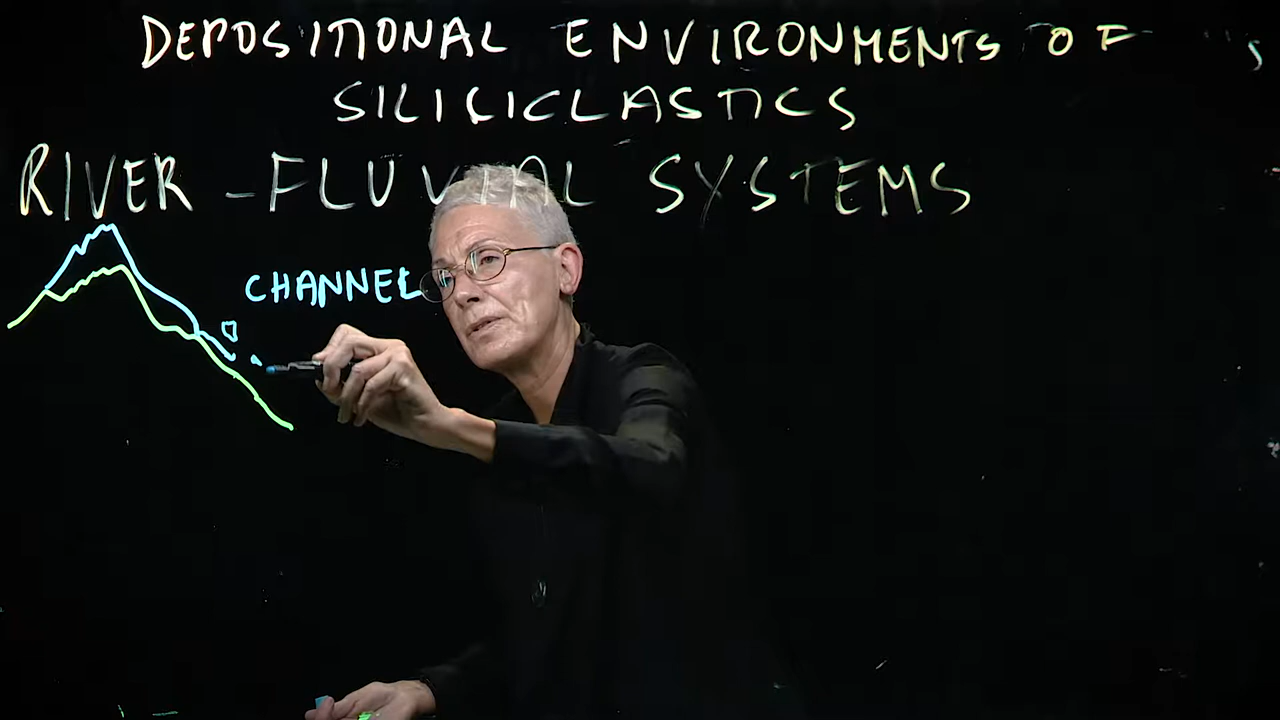 DEPOSITIONAL ENVIRONMENTS OF
SILICICLASTICS
RIVER - FLUVIAL SYSTEMS
CHANNEL